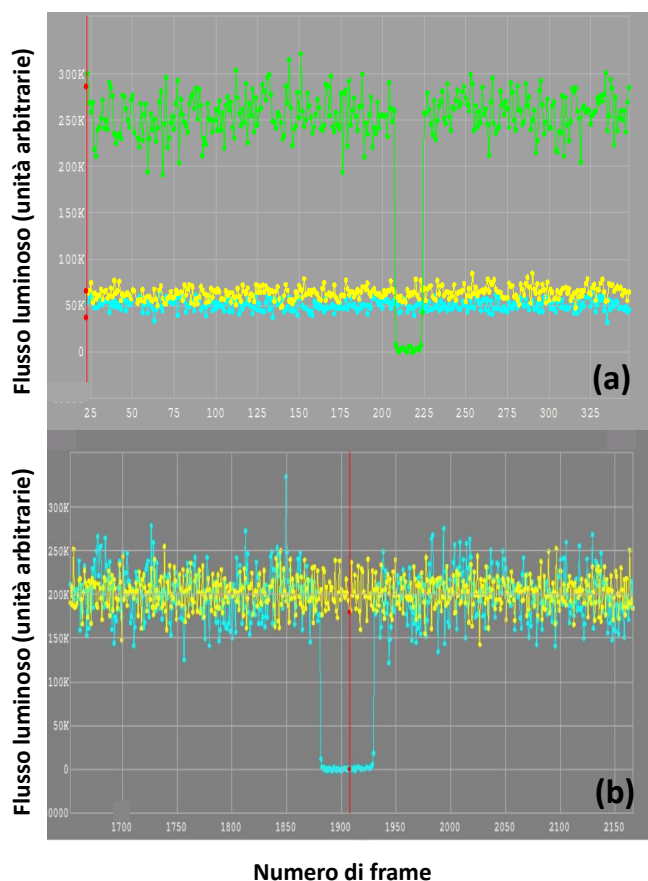 Flusso luminoso (unità arbitrarie)
300K
250K
200K
150K
100K
50K
0
(a)
25 50 75 100 125 150 175 200 225 250 275 300 325
Flusso luminoso (unità arbitrarie)
300K
250K
200K
150K
100K
50K
0
0000
(b)
1700 1750 1800 1850 1900 1950 2000 2050 2100 2150
Numero di frame